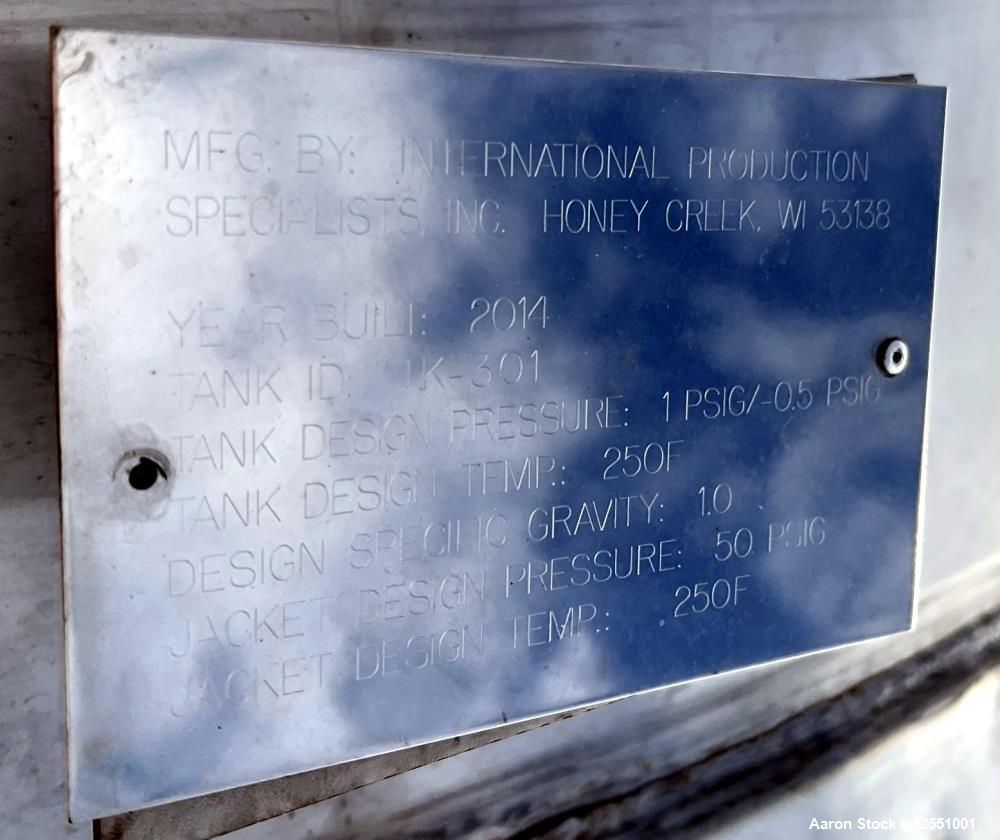 MFG. BY: INTERNATIONAL PRODUCTION
SPECIALISTS, INC. HONEY CREEK, WI 53138
YEAR BUILT: 2014
TANK ID: TK-301
TANK DESIGN PRESSURE: 1 PSIG/-0.5 PSIG
TANK DESIGN TEMP.: 250F
DESIGN SPECIFIC GRAVITY: 1.0
JACKET DESIGN PRESSURE: 50 PSIG
JACKET DESIGN TEMP.: 250F
Aaron Stock 52551001